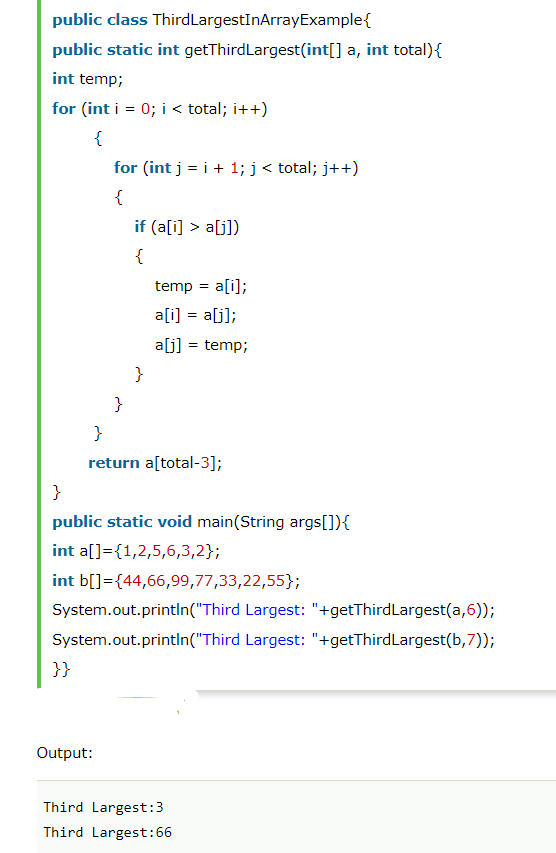 public class ThirdLargestInArrayExample{
public static int getThirdLargest(int[] a, int total){
int temp;
for (int i = 0; i < total; i++)
{
for (int j = i + 1; j < total; j++)
{
if (a[i] > a[j])
{
temp = a[i];
a[i] = a[j];
a[j] = temp;
}
}
}
return a[total-3];
}
public static void main(String args[]){
int a[]={1,2,5,6,3,2};
int b[]={44,66,99,77,33,22,55};
System.out.println("Third Largest: "+getThirdLargest(a,6));
System.out.println("Third Largest: "+getThirdLargest(b,7));
}}
Output:
Third Largest:3
Third Largest:66